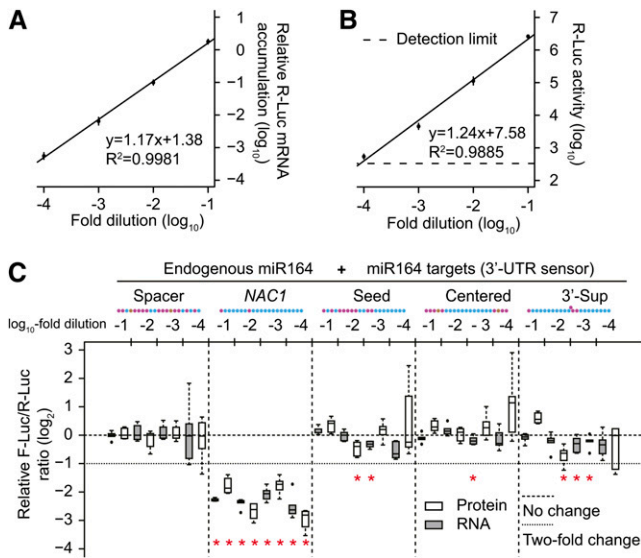 A
Relative R-Luc mRNA
accumulation (log10)
1
0
−1
−2
−3
−4
y=1.17x+1.38
R2=0.9981
-4
-3
-2
-1
Fold dilution (log10)
B
Detection limit
R-Luc activity (log10)
7
6
5
4
3
2
y=1.24x+7.58
R2=0.9885
-4
-3
-2
-1
Fold dilution (log10)
C
Endogenous miR164 + miR164 targets (3'-UTR sensor)
Spacer NAC1 Seed Centered 3'-Sup
log10-fold dilution -1 -2 -3 -4 -1 -2 -3 -4 -1 -2 -3 -4 -1 -2 -3 -4 -1 -2 -3 -4
Relative F-Luc/R-Luc
ratio (log2)
3
2
1
0
−1
−2
−3
−4
* * * * * * * *
* *
*
* * *
Protein
RNA
No change
Two-fold change